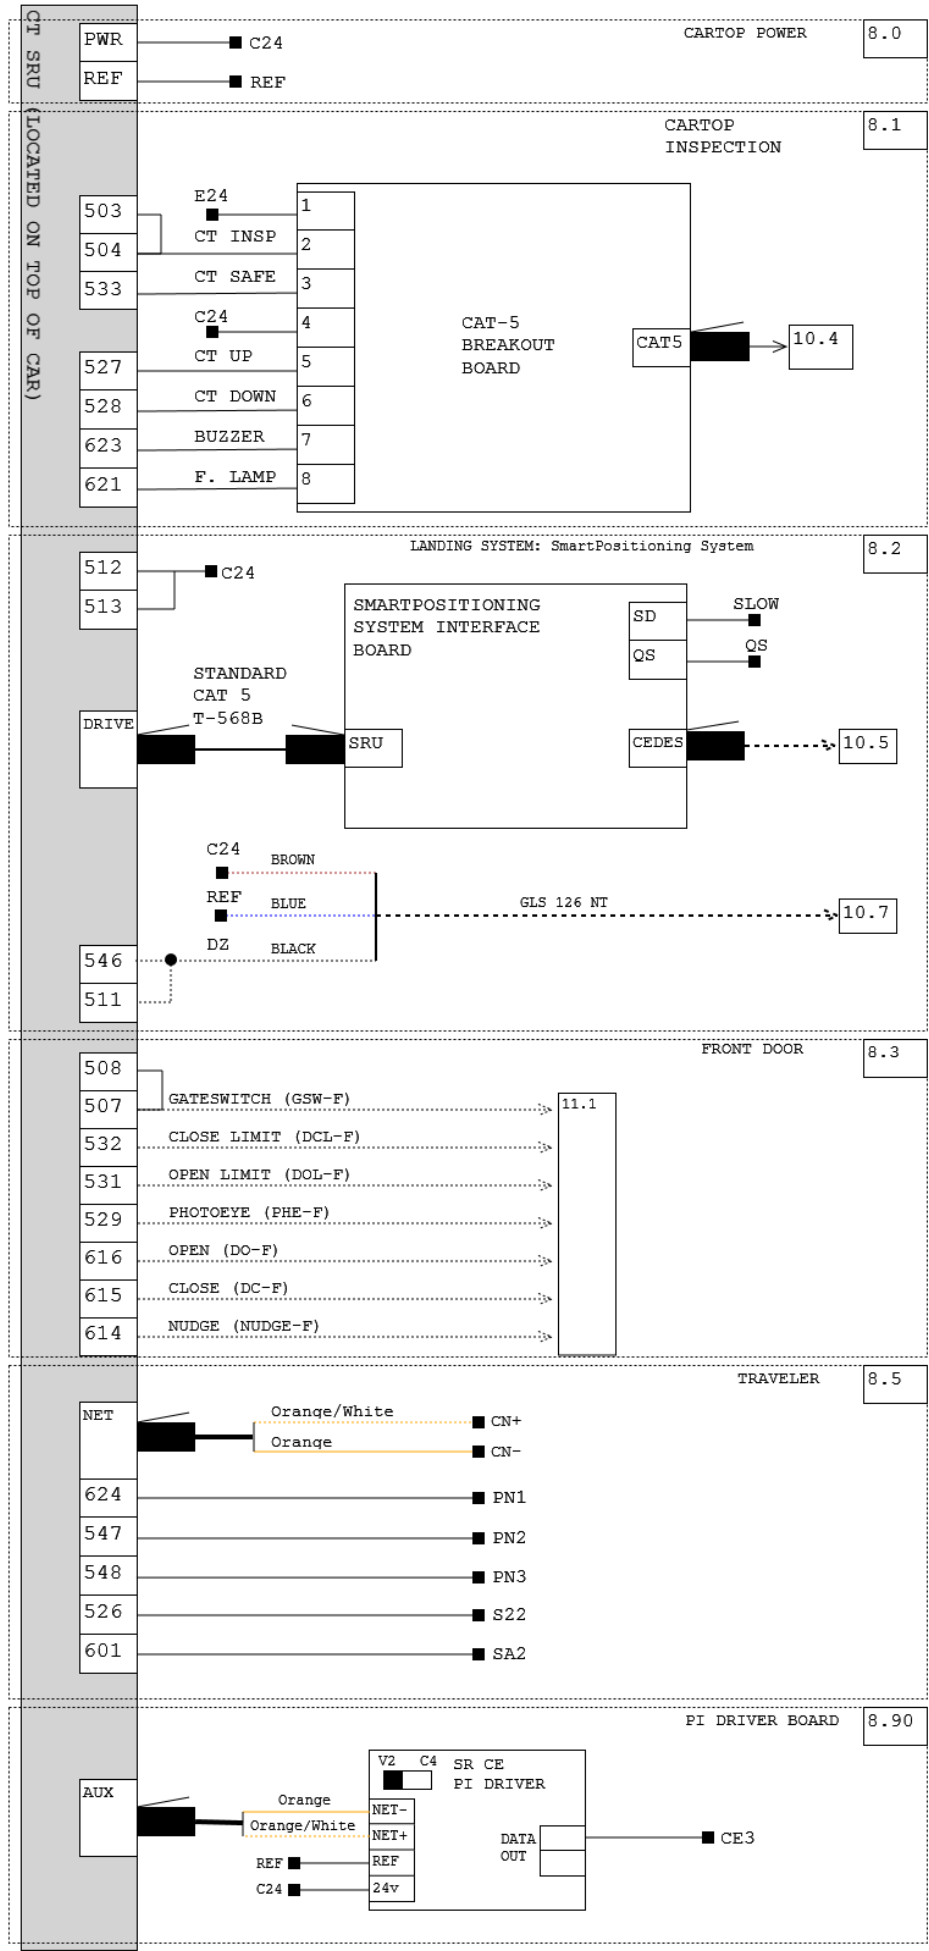 CT SRU (LOCATED ON TOP OF CAR)
CARTOP POWER
8.0
PWR
C24
REF
REF
CARTOP
INSPECTION
8.1
503
E24
1
504
CT INSP
2
533
CT SAFE
3
C24
4
527
CT UP
5
528
CT DOWN
6
623
BUZZER
7
621
F. LAMP
8
CAT-5
BREAKOUT
BOARD
CAT5
10.4
LANDING SYSTEM: SmartPositioning System
8.2
512
C24
513
SMARTPOSITIONING
SYSTEM INTERFACE
BOARD
SD
SLOW
QS
QS
STANDARD
CAT 5
T-568B
DRIVE
SRU
CEDES
10.5
C24
BROWN
REF
BLUE
GLS 126 NT
10.7
DZ
BLACK
546
511
FRONT DOOR
8.3
508
507
GATESWITCH (GSW-F)
11.1
532
CLOSE LIMIT (DCL-F)
531
OPEN LIMIT (DOL-F)
529
PHOTOEYE (PHE-F)
616
OPEN (DO-F)
615
CLOSE (DC-F)
614
NUDGE (NUDGE-F)
TRAVELER
8.5
NET
Orange/White
CN+
Orange
CN-
624
PN1
547
PN2
548
PN3
526
S22
601
SA2
PI DRIVER BOARD
8.90
V2 C4
SR CE
PI DRIVER
AUX
Orange
NET-
Orange/White
NET+
REF
REF
C24
24v
DATA
OUT
CE3